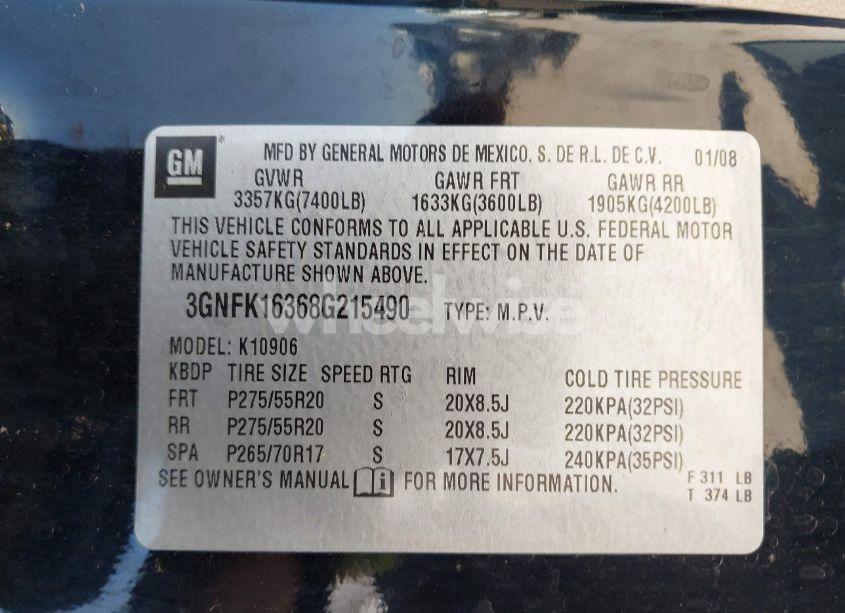 GM®
MFD BY GENERAL MOTORS DE MEXICO, S. DE R.L. DE C.V. 01/08
GVWR GAWR FRT GAWR RR
3357KG(7400LB) 1633KG(3600LB) 1905KG(4200LB)
THIS VEHICLE CONFORMS TO ALL APPLICABLE U.S. FEDERAL MOTOR
VEHICLE SAFETY STANDARDS IN EFFECT ON THE DATE OF
MANUFACTURE SHOWN ABOVE.
3GNFK16368G215490 TYPE: M.P.V.
wheelwise
MODEL: K10906
KBDP TIRE SIZE SPEED RTG RIM COLD TIRE PRESSURE
FRT P275/55R20 S 20X8.5J 220KPA(32PSI)
RR P275/55R20 S 20X8.5J 220KPA(32PSI)
SPA P265/70R17 S 17X7.5J 240KPA(35PSI)
SEE OWNER'S MANUAL i FOR MORE INFORMATION.
F 311 LB
T 374 LB